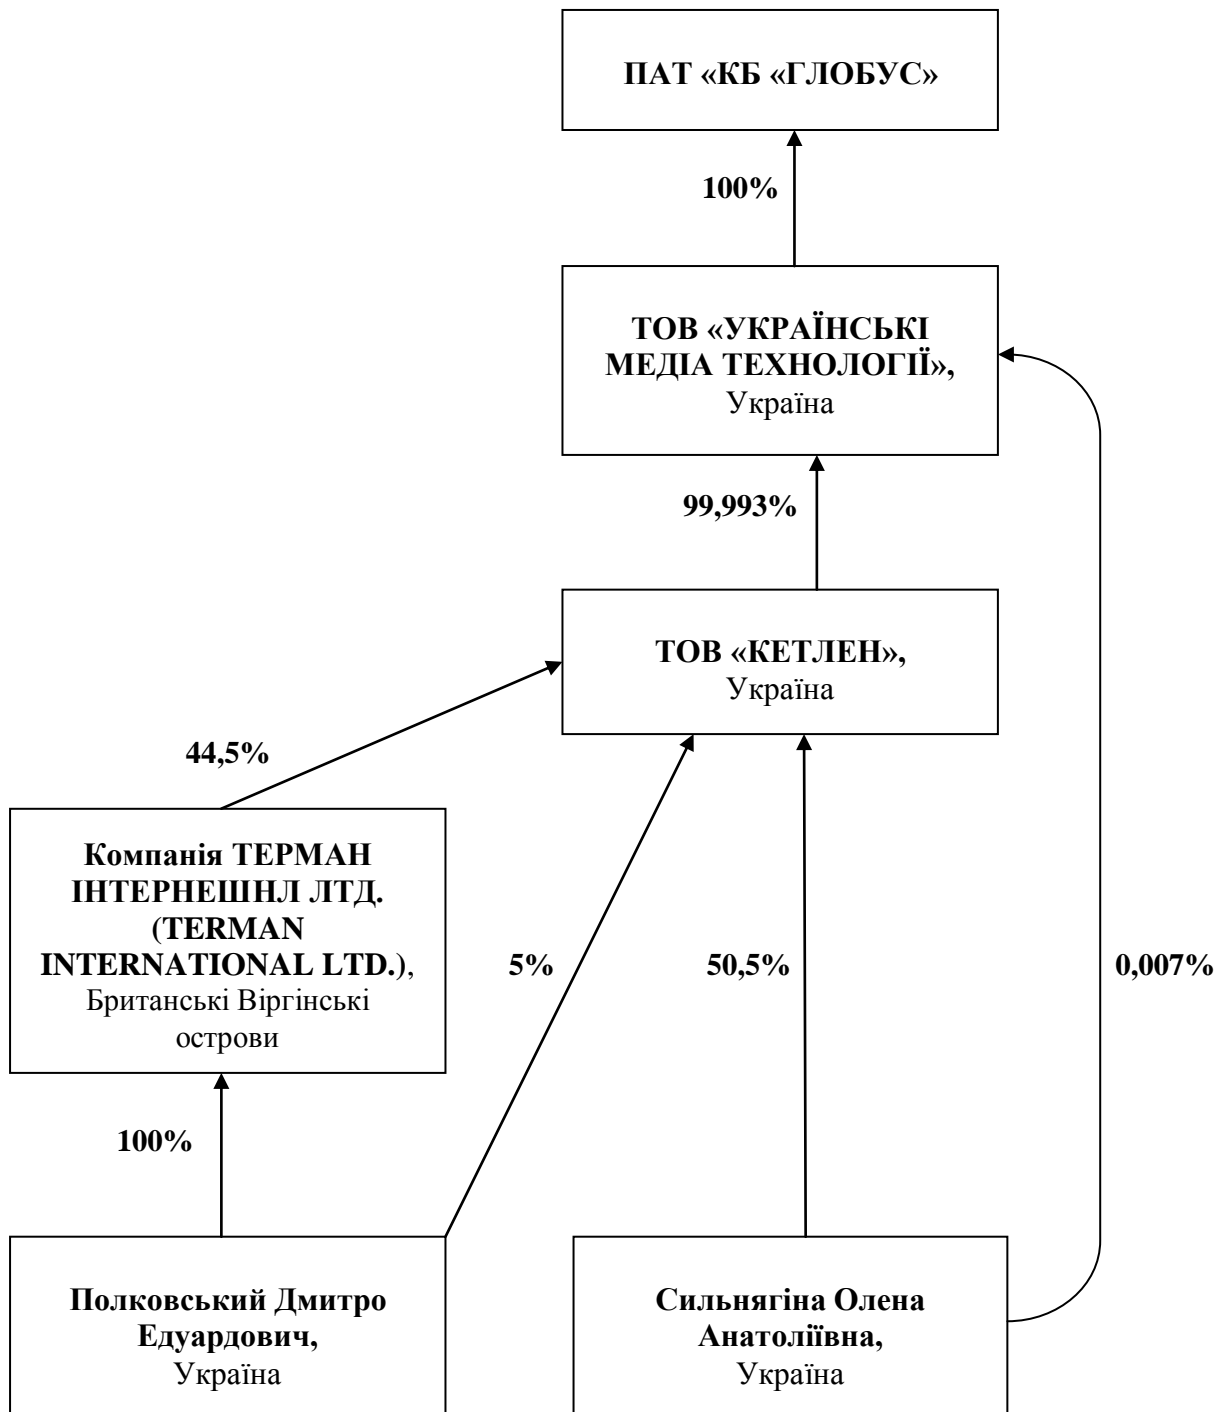 ПАТ «КБ «ГЛОБУС»
100%
ТОВ «УКРАЇНСЬКІ
МЕДІА ТЕХНОЛОГІЇ»,
Україна
99,993%
ТОВ «КЕТЛЕН»,
Україна
44,5%
Компанія ТЕРМАН
ІНТЕРНЕШНЛ ЛТД.
(TERMAN
INTERNATIONAL LTD.),
Британські Віргінські
острови
5%
50,5%
0,007%
100%
Полковський Дмитро
Едуардович,
Україна
Сильнягіна Олена
Анатоліївна,
Україна